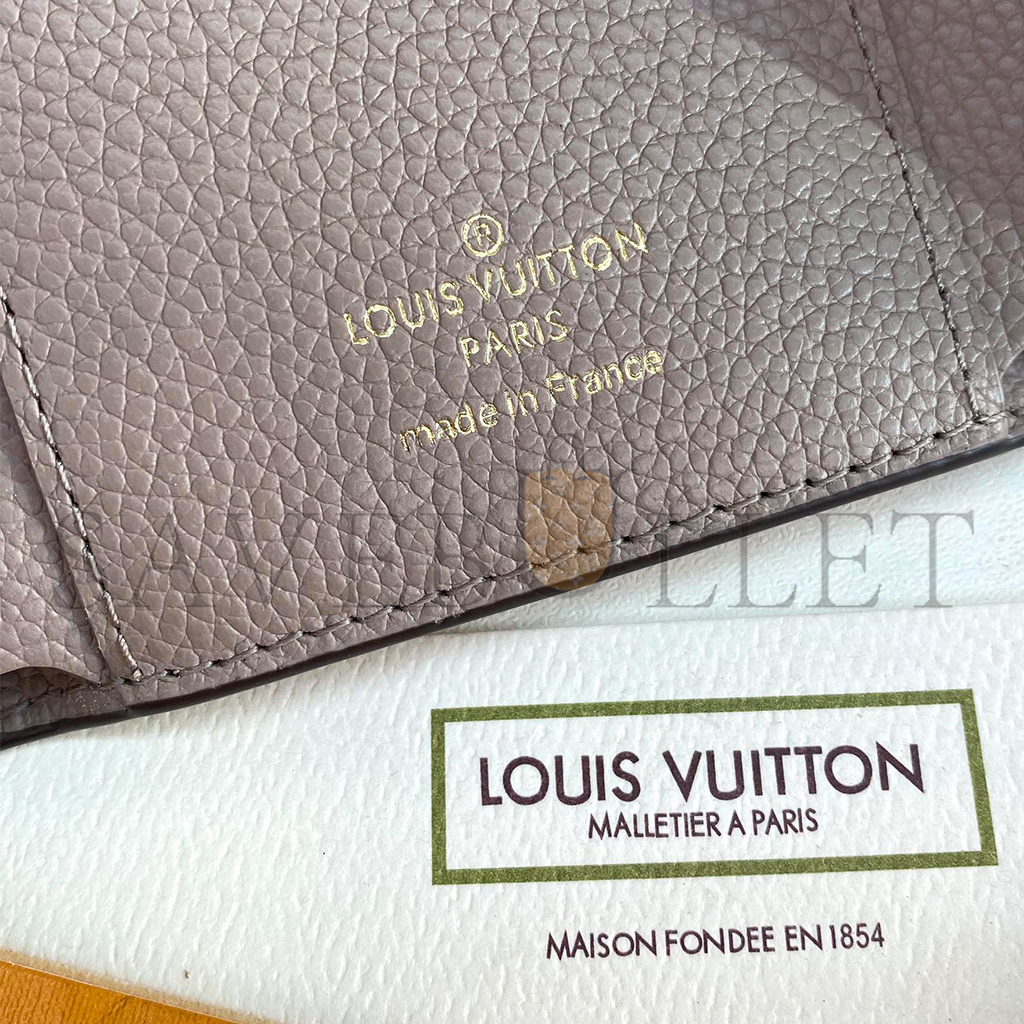 ®
LOUIS VUITTON
PARIS
made in France
LOUIS VUITTON
MALLETIER A PARIS
MAISON FONDEE EN 1854